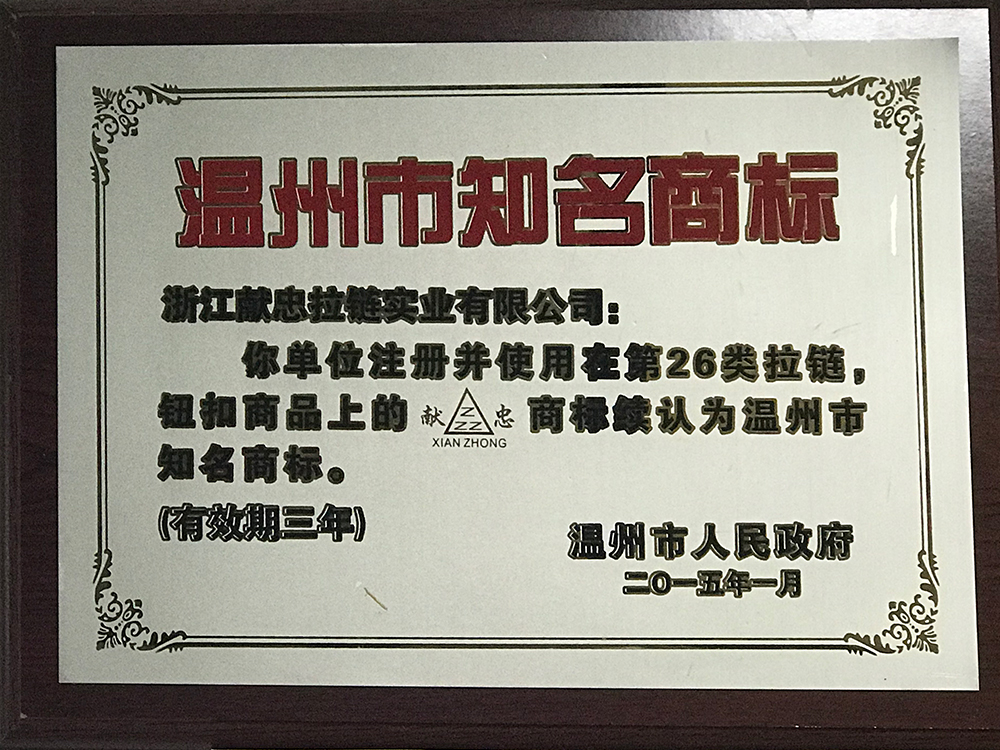 温州市知名商标
浙江献忠拉链实业有限公司：
你单位注册并使用在第26类拉链，
钮扣商品上的 献 Z ZZ 忠 XIAN ZHONG 商标续认为温州市
知名商标。
(有效期三年)
温州市人民政府
二〇一五年一月